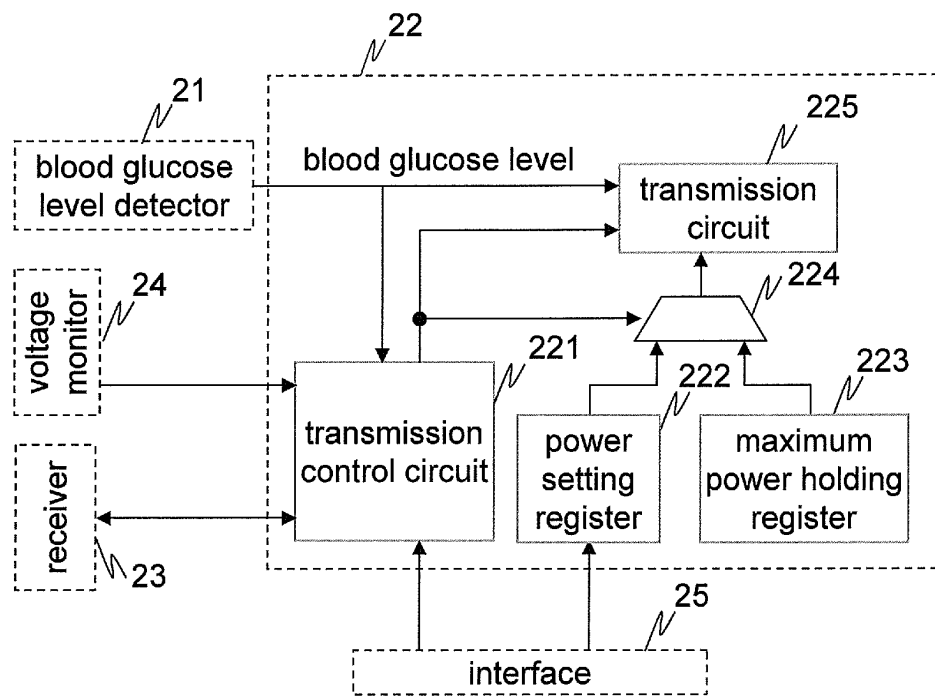 22
21
225
blood glucose
level detector
blood glucose level
transmission
circuit
24
voltage
monitor
224
221
222
223
transmission
control circuit
power
setting
register
maximum
power holding
register
receiver
23
25
interface